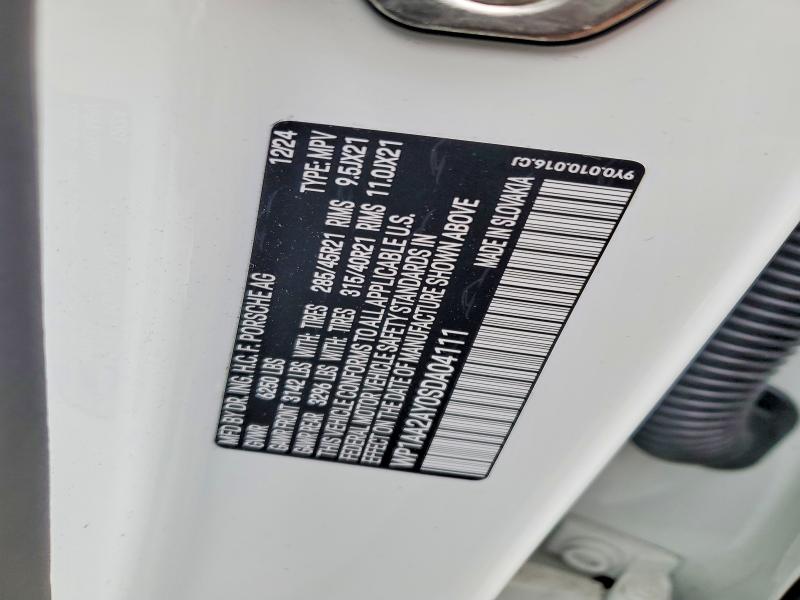 MFD BY DR. ING. H.C. F. PORSCHE AG 12/24
GVWR 6250 LBS TYPE: MPV
GAWR FRONT 3142 LBS WITH: TIRES 285/45R21 RIMS 9.5JX21
GAWR REAR 3296 LBS WITH: TIRES 315/40R21 RIMS 11.0JX21
THIS VEHICLE CONFORMS TO ALL APPLICABLE U.S.
FEDERAL MOTOR VEHICLE SAFETY STANDARDS IN
EFFECT ON THE DATE OF MANUFACTURE SHOWN ABOVE
WP1AA2AY0SDA04111 MADE IN SLOVAKIA
9Y0.010.016.CJ